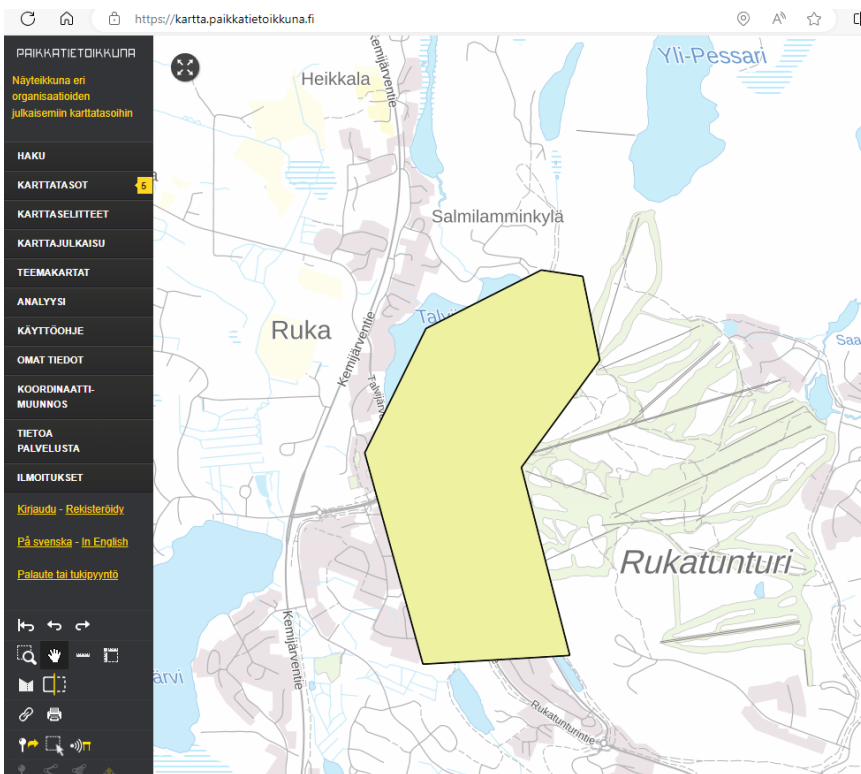 https://kartta.paikkatietoikkuna.fi
PAIKKATIETOIKKUNA
Näyteikkuna eri
organisaatioiden
julkaisemiin karttatasoihin
HAKU
KARTTATASOT 5
KARTTASELITTEET
KARTTAJULKAISU
TEEMAKARTAT
ANALYYSI
KÄYTTÖOHJE
OMAT TIEDOT
KOORDINAATTI-
MUUNNOS
TIETOA
PALVELUSTA
ILMOITUKSET
Kirjaudu - Rekisteröidy
På svenska - In English
Palaute tai tukipyyntö
Kemijärventie
Heikkala
Yli-Pessari
Salmilamminkylä
Ruka
Kemijärventie
Rukatunturi
Kemijärventie
Rukatunturintie